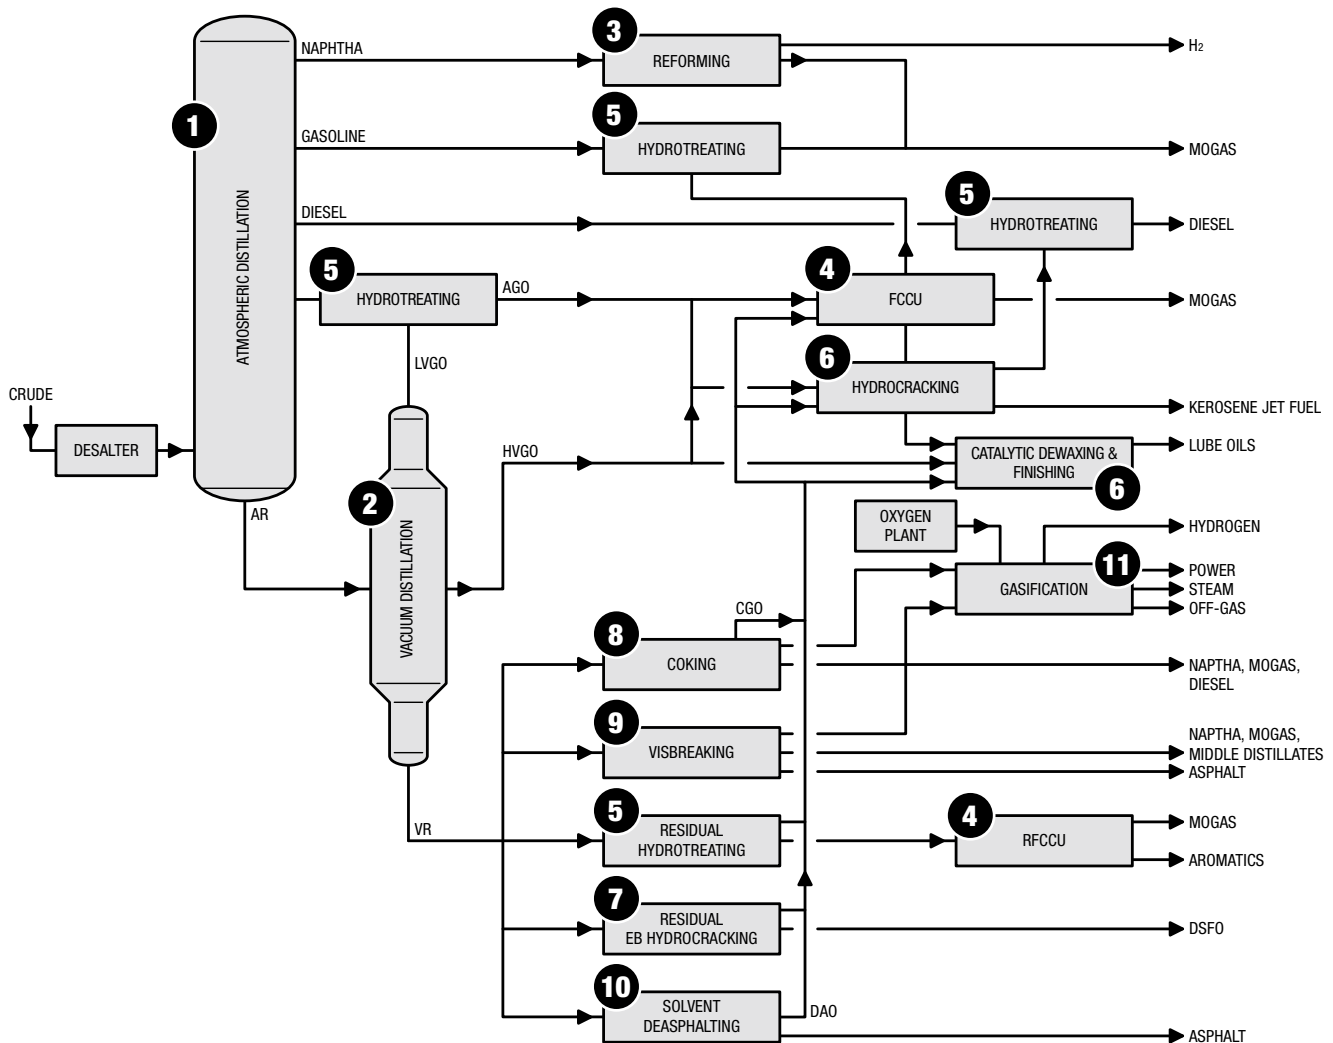 3
NAPHTHA
REFORMING
H2
1
5
GASOLINE
HYDROTREATING
MOGAS
ATMOSPHERIC DISTILLATION
5
DIESEL
HYDROTREATING
DIESEL
5
HYDROTREATING
AGO
4
FCCU
MOGAS
LVGO
6
HYDROCRACKING
KEROSENE JET FUEL
CRUDE
DESALTER
HVGO
CATALYTIC DEWAXING &
FINISHING
6
LUBE OILS
2
VACUUM DISTILLATION
AR
OXYGEN
PLANT
HYDROGEN
11
GASIFICATION
POWER
STEAM
OFF-GAS
CGO
8
COKING
NAPTHA, MOGAS,
DIESEL
9
VISBREAKING
NAPTHA, MOGAS,
MIDDLE DISTILLATES
ASPHALT
VR
5
RESIDUAL
HYDROTREATING
4
RFCCU
MOGAS
AROMATICS
7
RESIDUAL
EB HYDROCRACKING
DSFO
10
SOLVENT
DEASPHALTING
DAO
ASPHALT